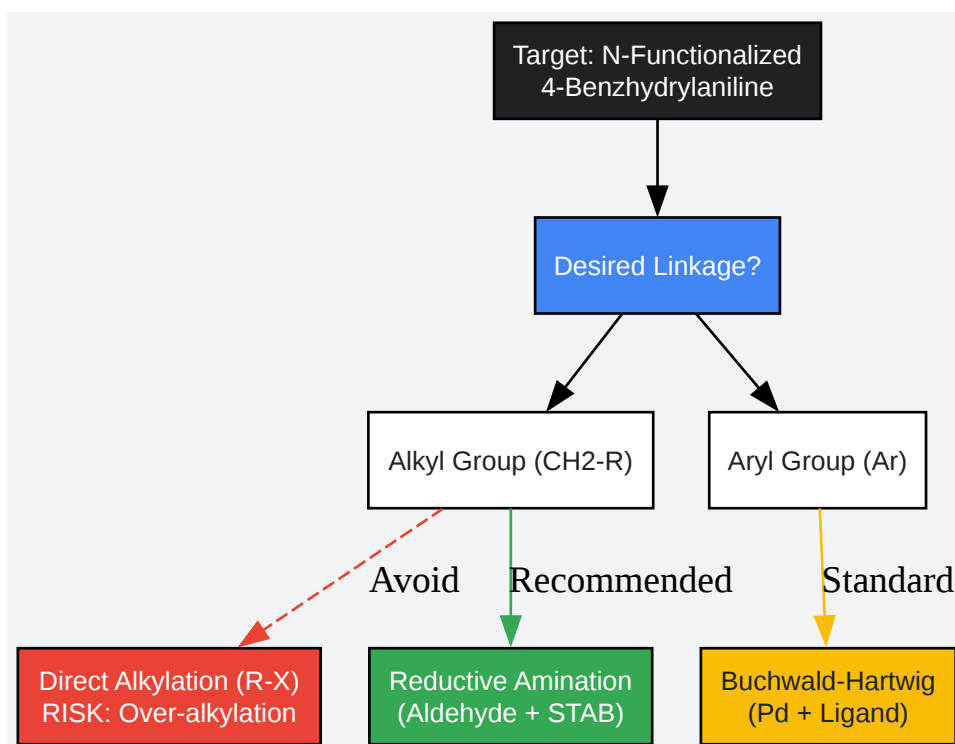 Target: N-Functionalized
4-Benzhydrylaniline
Desired Linkage?
Alkyl Group (CH2-R)
Aryl Group (Ar)
Avoid
Recommended
Standard
Direct Alkylation (R-X)
RISK: Over-alkylation
Reductive Amination
(Aldehyde + STAB)
Buchwald-Hartwig
(Pd + Ligand)